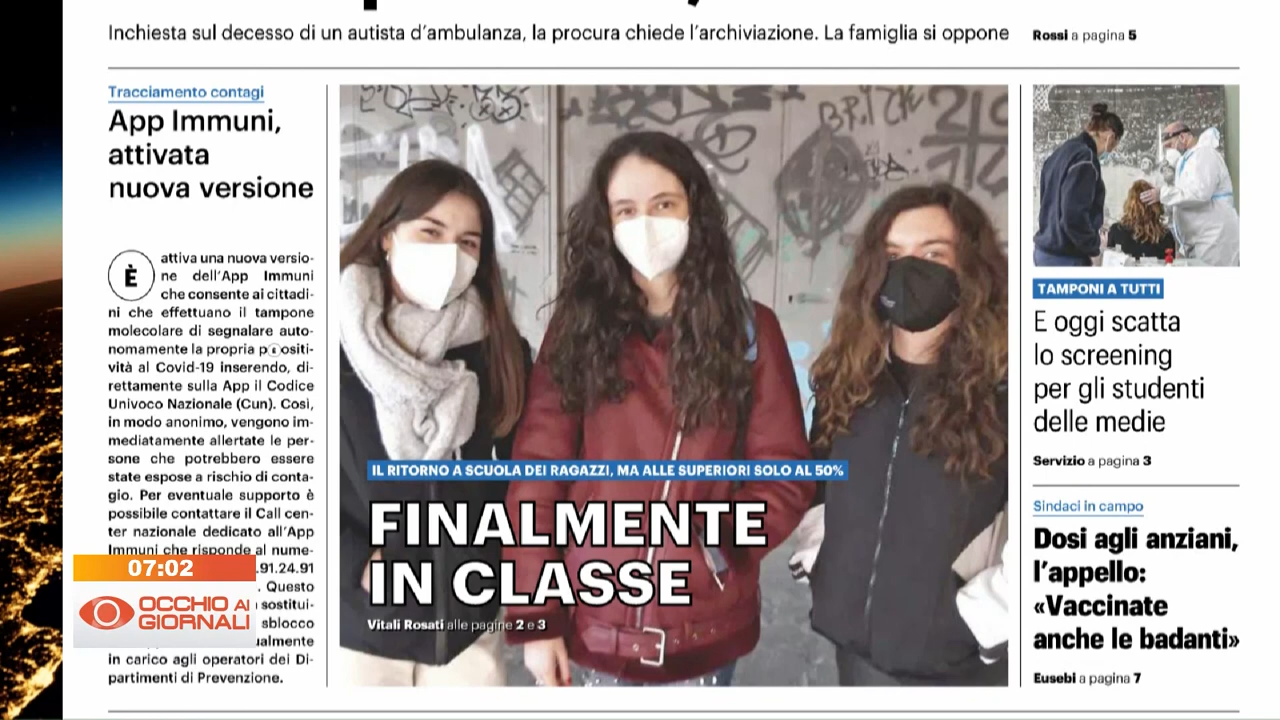 Inchiesta sul decesso di un autista d'ambulanza, la procura chiede l'archiviazione. La famiglia si oppone
Rossi a pagina 5
Tracciamento contagi
App Immuni,
attivata
nuova versione
È
attiva una nuova versio-
ne dell'App Immuni
che consente ai cittadi-
ni che effettuano il tampone
molecolare di segnalare auto-
nomamente la propria positi-
vità al Covid-19 inserendo, di-
rettamente sulla App il Codice
Univoco Nazionale (Cun). Così,
in modo anonimo, vengono im-
mediatamente allertate le per-
sone che potrebbero essere
state espose a rischio di conta-
gio. Per eventuale supporto è
possibile contattare il Call cen-
ter nazionale dedicato all'App
Immuni che risponde al nume-
.91.24.91
. Questo
sostitui-
sblocco
ualmente
in carico agli operatori dei Di-
partimenti di Prevenzione.
07:02
OCCHIO AI
GIORNALI
IL RITORNO A SCUOLA DEI RAGAZZI, MA ALLE SUPERIORI SOLO AL 50%
FINALMENTE
IN CLASSE
Vitali Rosati alle pagine 2 e 3
TAMPONI A TUTTI
E oggi scatta
lo screening
per gli studenti
delle medie
Servizio a pagina 3
Sindaci in campo
Dosi agli anziani,
l'appello:
«Vaccinate
anche le badanti»
Eusebi a pagina 7